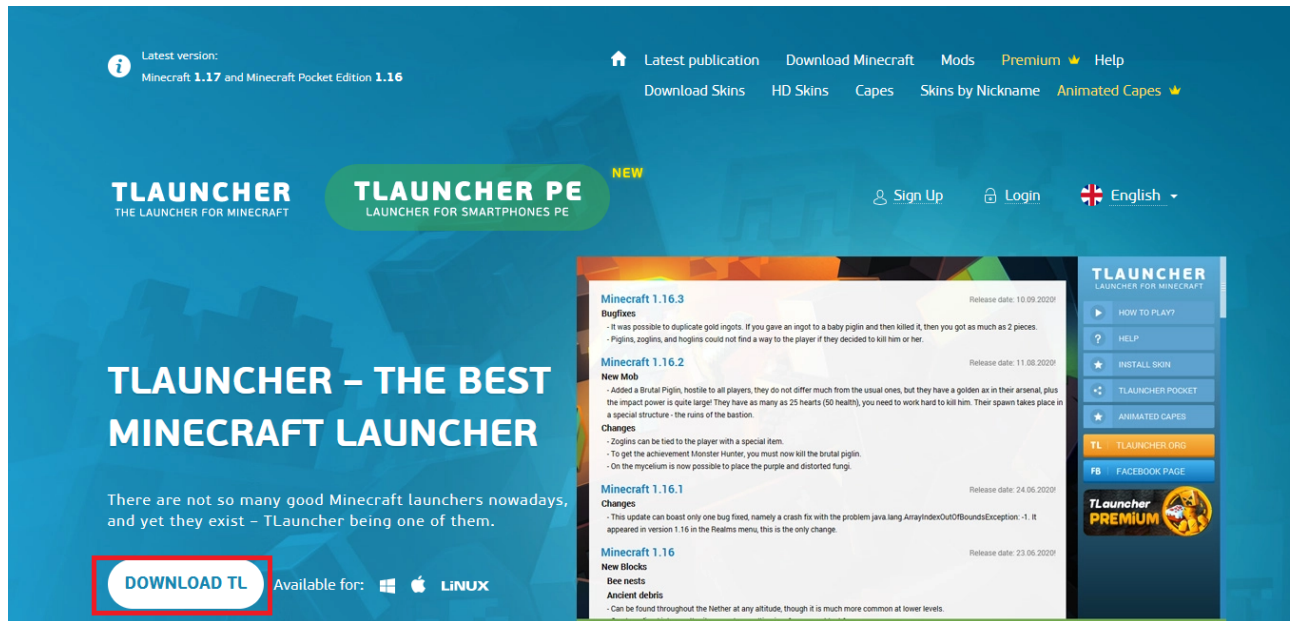 Latest version:
Minecraft 1.17 and Minecraft Pocket Edition 1.16
Latest publication Download Minecraft Mods Premium Help
Download Skins HD Skins Capes Skins by Nickname Animated Capes
TLAUNCHER
THE LAUNCHER FOR MINECRAFT
TLAUNCHER PE
LAUNCHER FOR SMARTPHONES PE
NEW
Sign Up Login English
TLAUNCHER – THE BEST
MINECRAFT LAUNCHER
There are not so many good Minecraft launchers nowadays,
and yet they exist – TLauncher being one of them.
DOWNLOAD TL
Available for: LiNUX
Minecraft 1.16.3 Release date: 10.09.2020!
Bugfixes
- It was possible to duplicate gold ingots. If you gave an ingot to a baby piglin and then killed it, then you got as much as 2 pieces.
- Piglins, zoglins, and hoglins could not find a way to the player if they decided to kill him or her.
Minecraft 1.16.2 Release date: 11.08.2020!
New Mob
- Added a Brutal Piglin, hostile to all players, they do not differ much from the usual ones, but they have a golden ax in their arsenal, plus
the impact power is quite large! They have as many as 25 hearts (50 health), you need to work hard to kill him. Their spawn takes place in
a special structure - the ruins of the bastion.
Changes
- Zoglins can be tied to the player with a special item.
- To get the achievement Monster Hunter, you must now kill the brutal piglin.
- On the mycelium is now possible to place the purple and distorted fungi.
Minecraft 1.16.1 Release date: 24.06.2020!
Changes
- This update can boast only one bug fixed, namely a crash fix with the problem java.lang.ArrayIndexOutOfBoundsException: -1. It
appeared in version 1.16 in the Realms menu, this is the only change.
Minecraft 1.16 Release date: 23.06.2020!
New Blocks
Bee nests
Ancient debris
- Can be found throughout the Nether at any altitude, though it is much more common at lower levels.
TLAUNCHER
LAUNCHER FOR MINECRAFT
HOW TO PLAY?
HELP
INSTALL SKIN
TLAUNCHER POCKET
ANIMATED CAPES
TL TLAUNCHER.ORG
FB FACEBOOK PAGE
TLauncher
PREMIUM